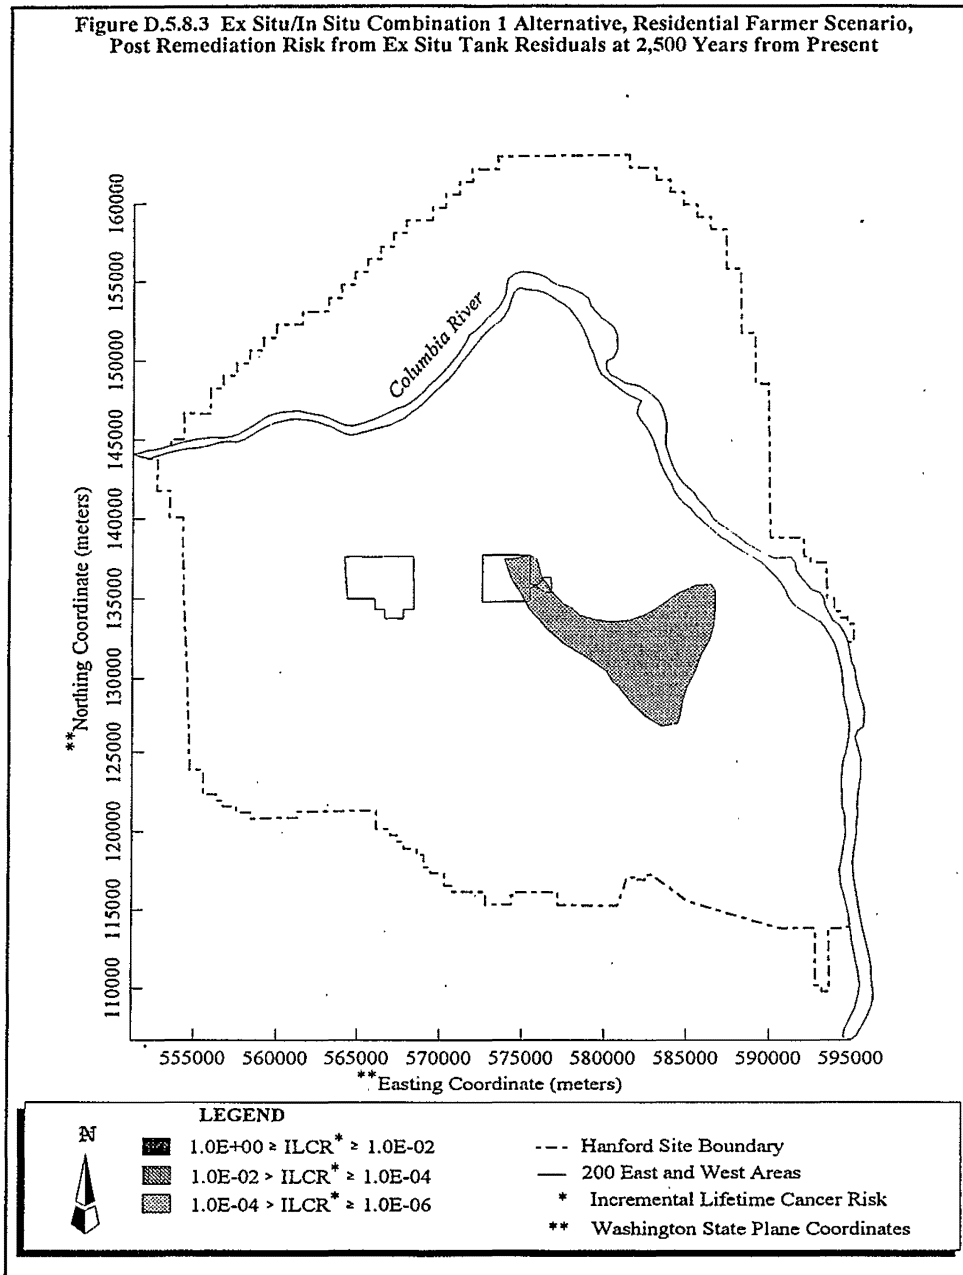 Figure D.5.8.3 Ex Situ/In Situ Combination 1 Alternative, Residential Farmer Scenario,
Post Remediation Risk from Ex Situ Tank Residuals at 2,500 Years from Present
160000
155000
150000
145000
140000
135000
130000
125000
120000
115000
110000
**Northing Coordinate (meters)
Columbia River
555000 560000 565000 570000 575000 580000 585000 590000 595000
**Easting Coordinate (meters)
LEGEND
N
1.0E+00 ≥ ILCR* ≥ 1.0E-02
1.0E-02 > ILCR* ≥ 1.0E-04
1.0E-04 > ILCR* ≥ 1.0E-06
Hanford Site Boundary
200 East and West Areas
* Incremental Lifetime Cancer Risk
** Washington State Plane Coordinates